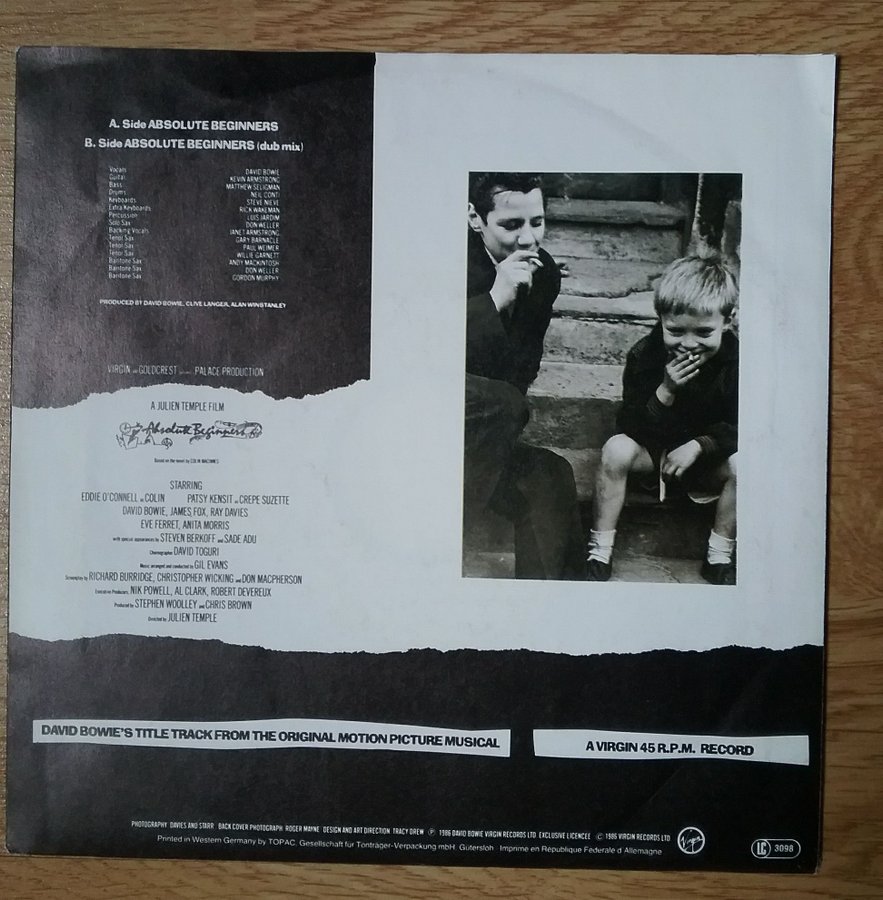 A. Side ABSOLUTE BEGINNERS
B. Side ABSOLUTE BEGINNERS (dub mix)
Vocals DAVID BOWIE
Guitar KEVIN ARMSTRONG
Bass MATTHEW SELIGMAN
Drums NEIL CONTI
Keyboards STEVE NIEVE
Extra Keyboards RICK WAKEMAN
Percussion LUIS JARDIM
Solo Sax DON WELLER
Backing Vocals JANET ARMSTRONG
Tenor Sax GARY BARNACLE
Tenor Sax PAUL WEIMER
Tenor Sax WILLIE GARNETT
Baritone Sax ANDY MACKINTOSH
Baritone Sax DON WELLER
Baritone Sax GORDON MURPHY
PRODUCED BY DAVID BOWIE, CLIVE LANGER, ALAN WINSTANLEY
VIRGIN and GOLDCREST PALACE PRODUCTION
A JULIEN TEMPLE FILM
Absolute Beginners
Based on the novel by COLIN MACINNES
STARRING
EDDIE O'CONNELL as COLIN PATSY KENSIT as CREPE SUZETTE
DAVID BOWIE, JAMES FOX, RAY DAVIES
EVE FERRET, ANITA MORRIS
with special appearances by STEVEN BERKOFF and SADE ADU
Choreographer DAVID TOGURI
Music arranged and conducted by GIL EVANS
Screenplay by RICHARD BURRIDGE, CHRISTOPHER WICKING and DON MACPHERSON
Executive Producers NIK POWELL, AL CLARK, ROBERT DEVEREUX
Produced by STEPHEN WOOLLEY and CHRIS BROWN
Directed by JULIEN TEMPLE
DAVID BOWIE'S TITLE TRACK FROM THE ORIGINAL MOTION PICTURE MUSICAL
A VIRGIN 45 R.P.M. RECORD
PHOTOGRAPHY DAVIES AND STARR BACK COVER PHOTOGRAPH ROGER MAYNE DESIGN AND ART DIRECTION TRACY DREW Ⓟ 1986 DAVID BOWIE VIRGIN RECORDS LTD. EXCLUSIVE LICENCEE © 1986 VIRGIN RECORDS LTD
Printed in Western Germany by TOPAC, Gesellschaft für Tonträger-Verpackung mbH. Gütersloh · Imprime en République Federale d'Allemagne
Virgin
LC 3098